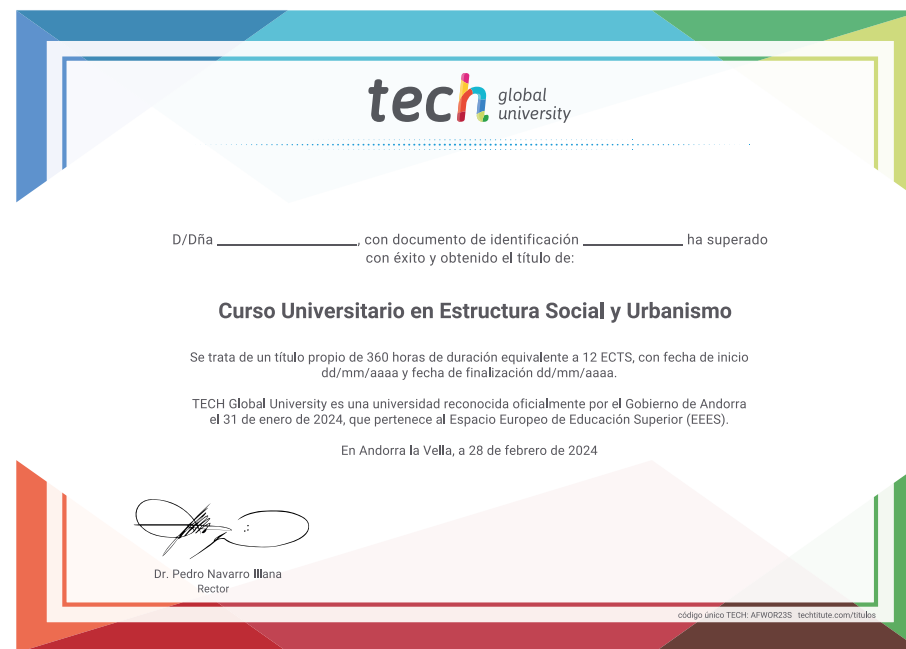 tech global university
D/Dña ____________________, con documento de identificación ______________ ha superado
con éxito y obtenido el título de:
Curso Universitario en Estructura Social y Urbanismo
Se trata de un título propio de 360 horas de duración equivalente a 12 ECTS, con fecha de inicio
dd/mm/aaaa y fecha de finalización dd/mm/aaaa.
TECH Global University es una universidad reconocida oficialmente por el Gobierno de Andorra
el 31 de enero de 2024, que pertenece al Espacio Europeo de Educación Superior (EEES).
En Andorra la Vella, a 28 de febrero de 2024
Dr. Pedro Navarro Illana
Rector
código único TECH: AFWOR23S techtitute.com/titulos